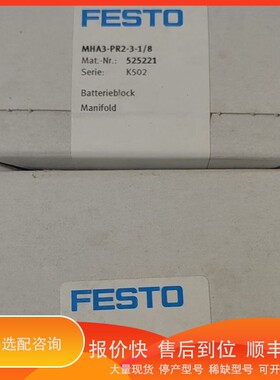 FESTO
MHA3-PR2-3-1/8
Mat.-Nr.: 525221
Serie: K502
Batterieblock
Manifold
FESTO
选配咨询
报价快 售后到位 顺丰
大量现货 停产型号 稀缺型号 可开